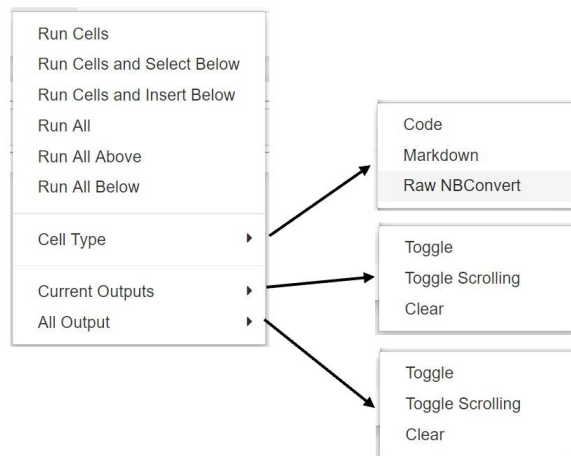 Run Cells
Run Cells and Select Below
Run Cells and Insert Below
Run All
Run All Above
Run All Below
Cell Type
Current Outputs
All Output
Code
Markdown
Raw NBConvert
Toggle
Toggle Scrolling
Clear
Toggle
Toggle Scrolling
Clear